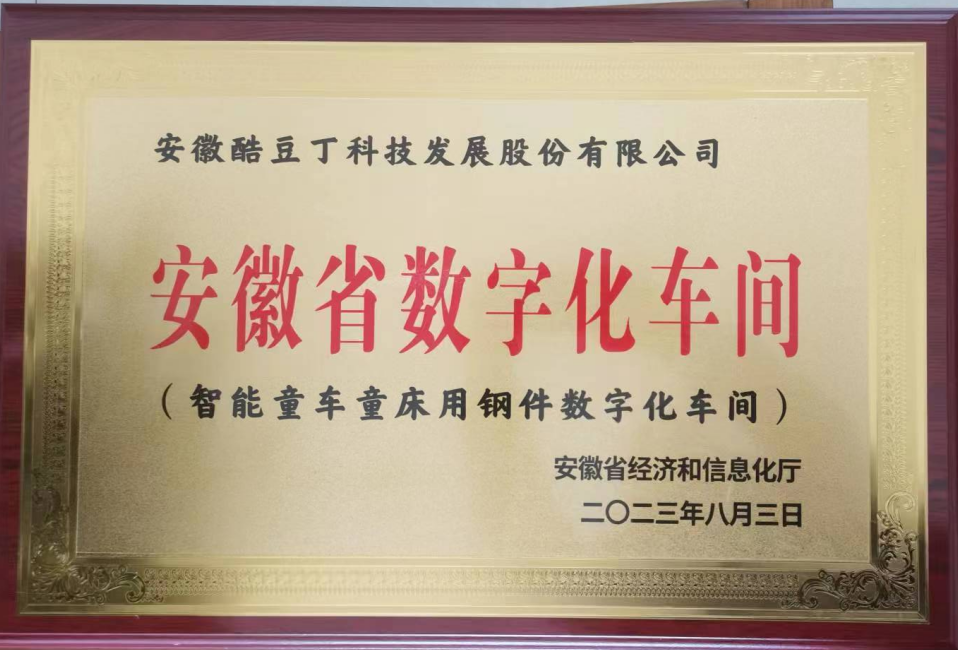 安徽酷豆丁科技发展股份有限公司
安徽省数字化车间
（智能童车童床用钢件数字化车间）
安徽省经济和信息化厅
二〇二三年八月三日